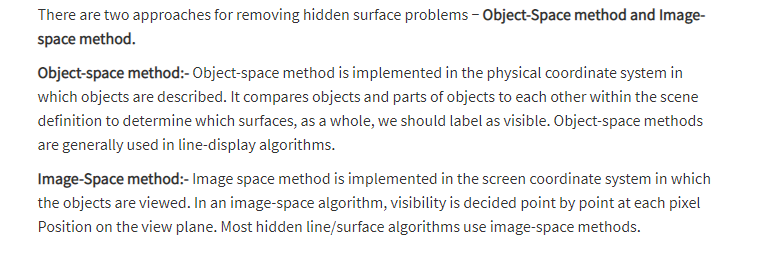 There are two approaches for removing hidden surface problems − Object-Space method and Image-
space method.
Object-space method:- Object-space method is implemented in the physical coordinate system in
which objects are described. It compares objects and parts of objects to each other within the scene
definition to determine which surfaces, as a whole, we should label as visible. Object-space methods
are generally used in line-display algorithms.
Image-Space method:- Image space method is implemented in the screen coordinate system in which
the objects are viewed. In an image-space algorithm, visibility is decided point by point at each pixel
Position on the view plane. Most hidden line/surface algorithms use image-space methods.